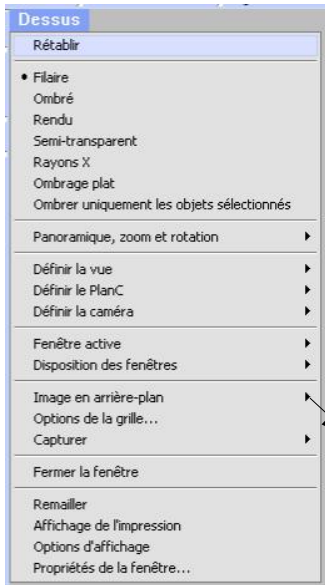 Dessus
Rétablir
Filaire
Ombré
Rendu
Semi-transparent
Rayons X
Ombrage plat
Ombrer uniquement les objets sélectionnés
Panoramique, zoom et rotation
Définir la vue
Définir le PlanC
Définir la caméra
Fenêtre active
Disposition des fenêtres
Image en arrière-plan
Options de la grille...
Capturer
Fermer la fenêtre
Remailler
Affichage de l'impression
Options d'affichage
Propriétés de la fenêtre...